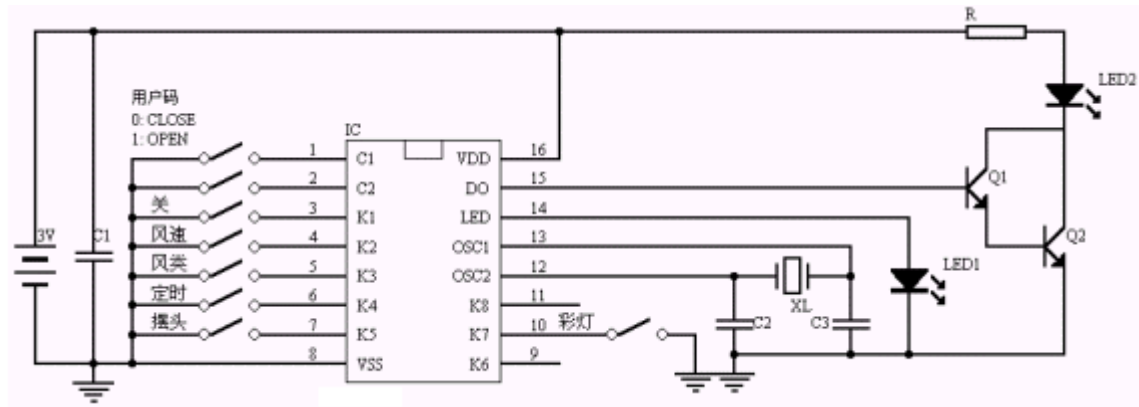 R
LED2
用户码
0: CLOSE
1: OPEN
IC
1 C1 VDD 16
2 C2 DO 15
Q1
关 3 K1 LED 14
3V C1 风速 4 K2 OSC1 13
Q2
风类 5 K3 OSC2 12
LED1
定时 6 K4 K8 11
XL
摇头 7 K5 K7 10 彩灯
C2 C3
8 VSS K6 9